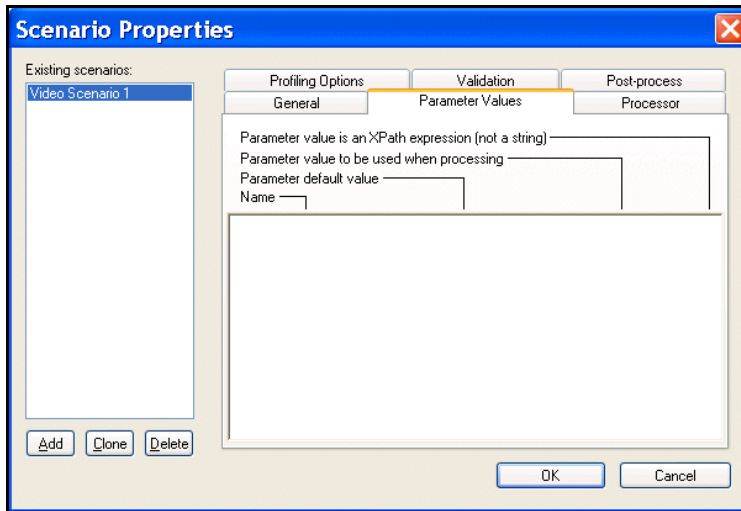 Scenario Properties
Existing scenarios:
Video Scenario 1
Add Clone Delete
Profiling Options Validation Post-process
General Parameter Values Processor
Parameter value is an XPath expression (not a string)
Parameter value to be used when processing
Parameter default value
Name
OK Cancel